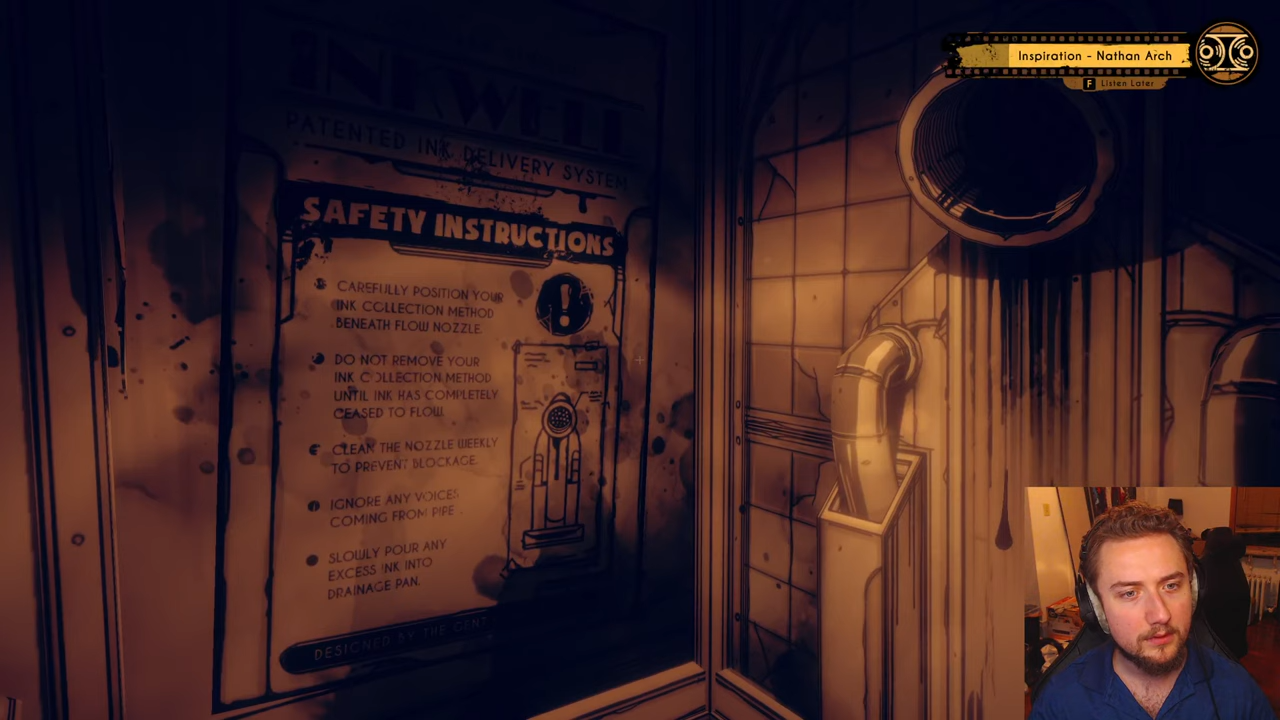 Inspiration - Nathan Arch
F Listen Later
INKWELL
PATENTED INK DELIVERY SYSTEM
SAFETY INSTRUCTIONS
CAREFULLY POSITION YOUR
INK COLLECTION METHOD
BENEATH FLOW NOZZLE.
DO NOT REMOVE YOUR
INK COLLECTION METHOD
UNTIL INK HAS COMPLETELY
CEASED TO FLOW.
CLEAN THE NOZZLE WEEKLY
TO PREVENT BLOCKAGE.
IGNORE ANY VOICES
COMING FROM PIPE.
SLOWLY POUR ANY
EXCESS INK INTO
DRAINAGE PAN.
DESIGNED BY THE GENT